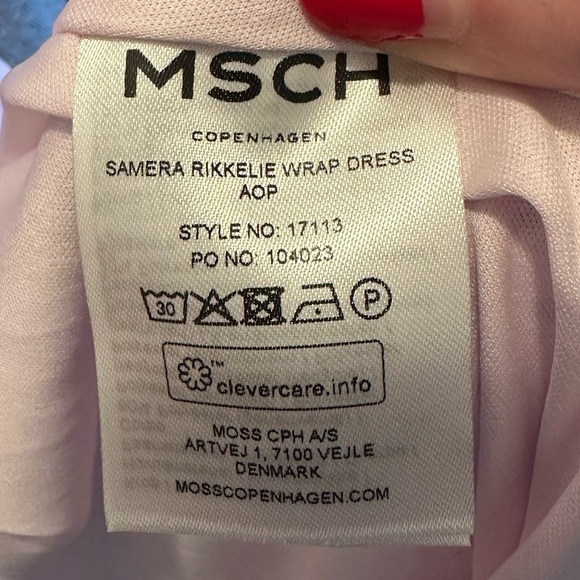 MSCH
COPENHAGEN
SAMERA RIKKELIE WRAP DRESS
AOP
STYLE NO: 17113
PO NO: 104023
30 P
™
clevercare.info
MOSS CPH A/S
ARTVEJ 1, 7100 VEJLE
DENMARK
MOSSCOPENHAGEN.COM